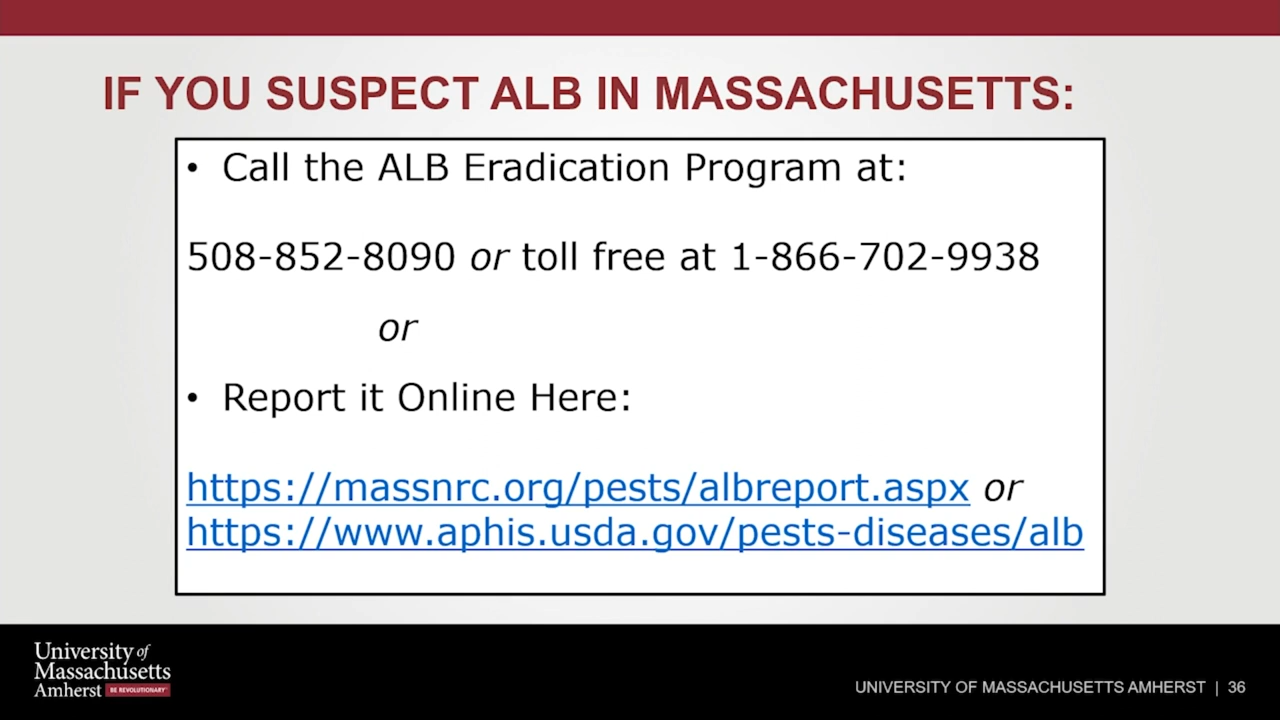 IF YOU SUSPECT ALB IN MASSACHUSETTS:
• Call the ALB Eradication Program at:
508-852-8090 or toll free at 1-866-702-9938
or
• Report it Online Here:
https://massnrc.org/pests/albreport.aspx or
https://www.aphis.usda.gov/pests-diseases/alb
University of
Massachusetts
Amherst BE REVOLUTIONARY
UNIVERSITY OF MASSACHUSETTS AMHERST | 36